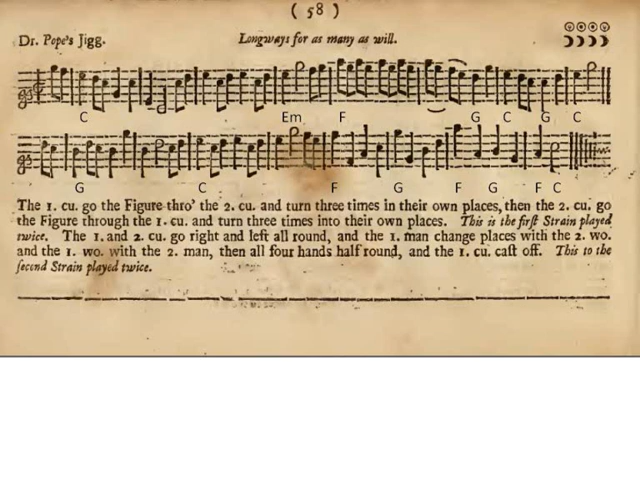 ( 58 )
Dr. Pope's Jigg. Longways for as many as will.
C Em F G C G C
G C F G F G F C
The 1. cu. go the Figure thro' the 2. cu. and turn three times in their own places, then the 2. cu. go
the Figure through the 1. cu. and turn three times into their own places. This is the first Strain played
twice. The 1. and 2. cu. go right and left all round, and the 1. man change places with the 2. wo.
and the 1. wo. with the 2. man, then all four hands half round, and the 1. cu. cast off. This to the
second Strain played twice.